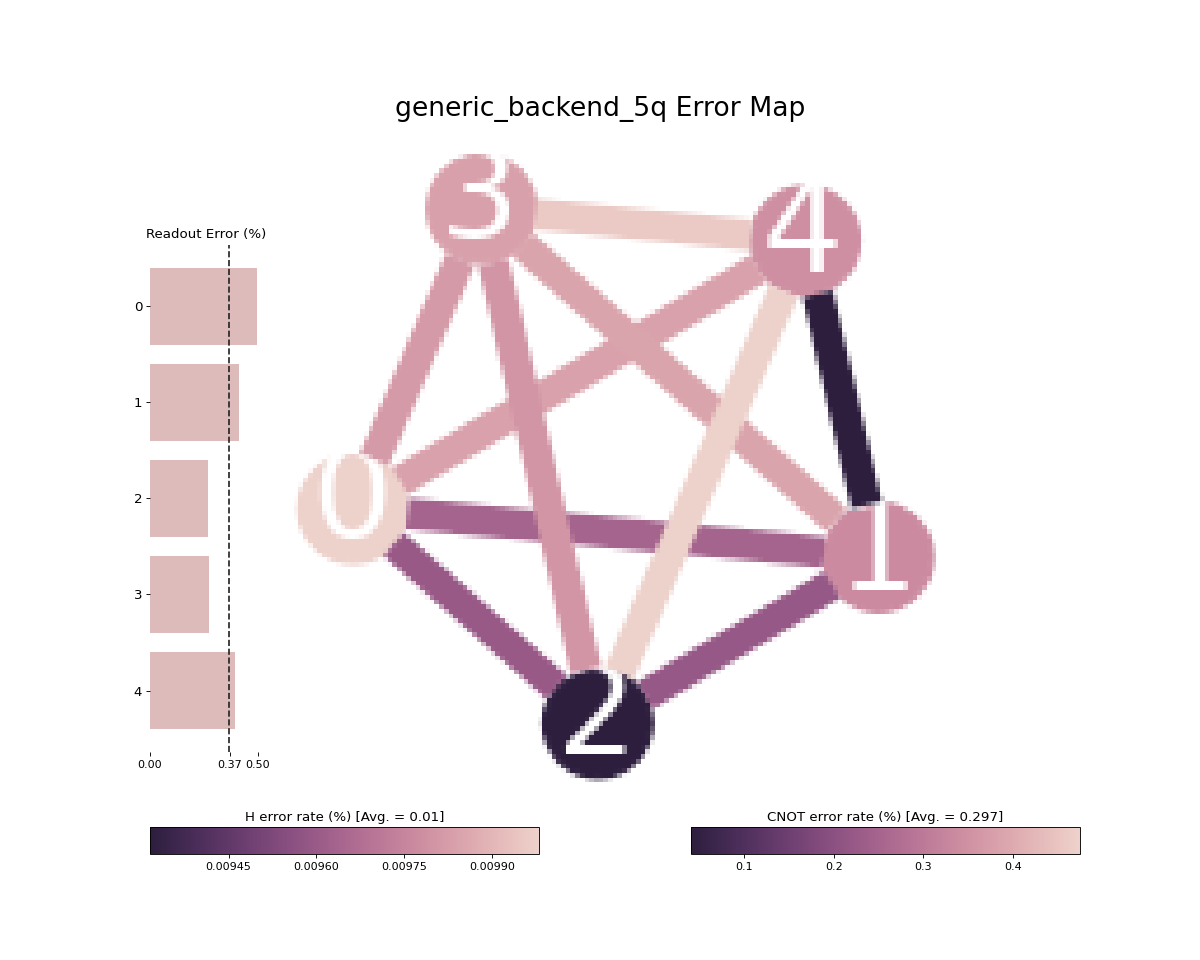 generic_backend_5q Error Map
Readout Error (%)
0
1
2
3
4
0.00 0.37 0.50
3
4
0
1
2
H error rate (%) [Avg. = 0.01]
0.00945 0.00960 0.00975 0.00990
CNOT error rate (%) [Avg. = 0.297]
0.1 0.2 0.3 0.4